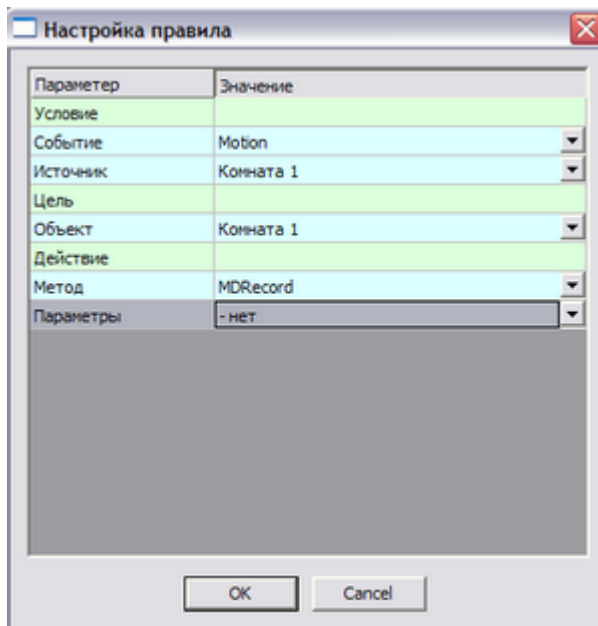 Настройка правила
Параметер Значение
Условие
Событие Motion
Источник Комната 1
Цель
Объект Комната 1
Действие
Метод MDRecord
Параметры - нет
OK Cancel